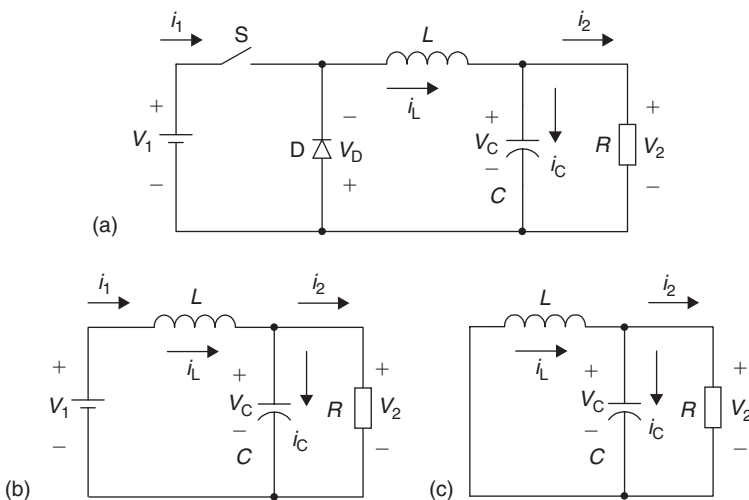 i1 S L i2
+ iL − + +
V1 D VD VC iC R V2
− + − C −
(a)
i1 L i2
+ iL + +
V1 VC iC R V2
− − C −
(b)
L i2
iL + +
VC iC R V2
− C −
(c)